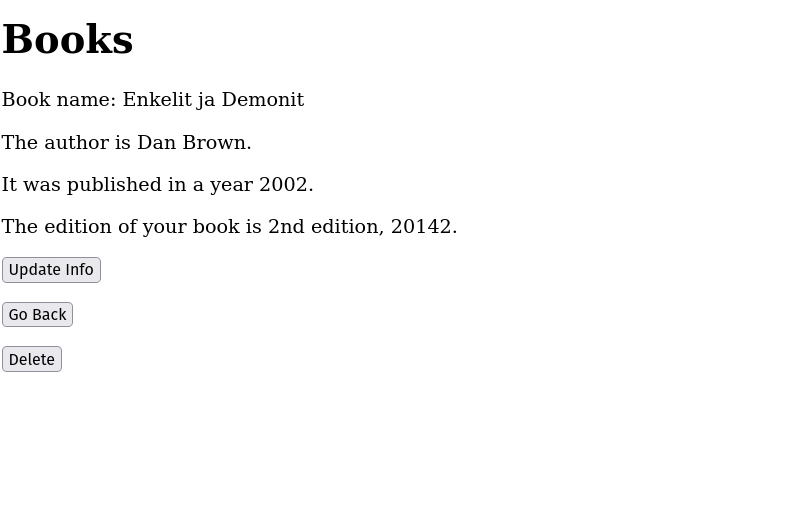 Books
Book name: Enkelit ja Demonit
The author is Dan Brown.
It was published in a year 2002.
The edition of your book is 2nd edition, 20142.
Update Info
Go Back
Delete